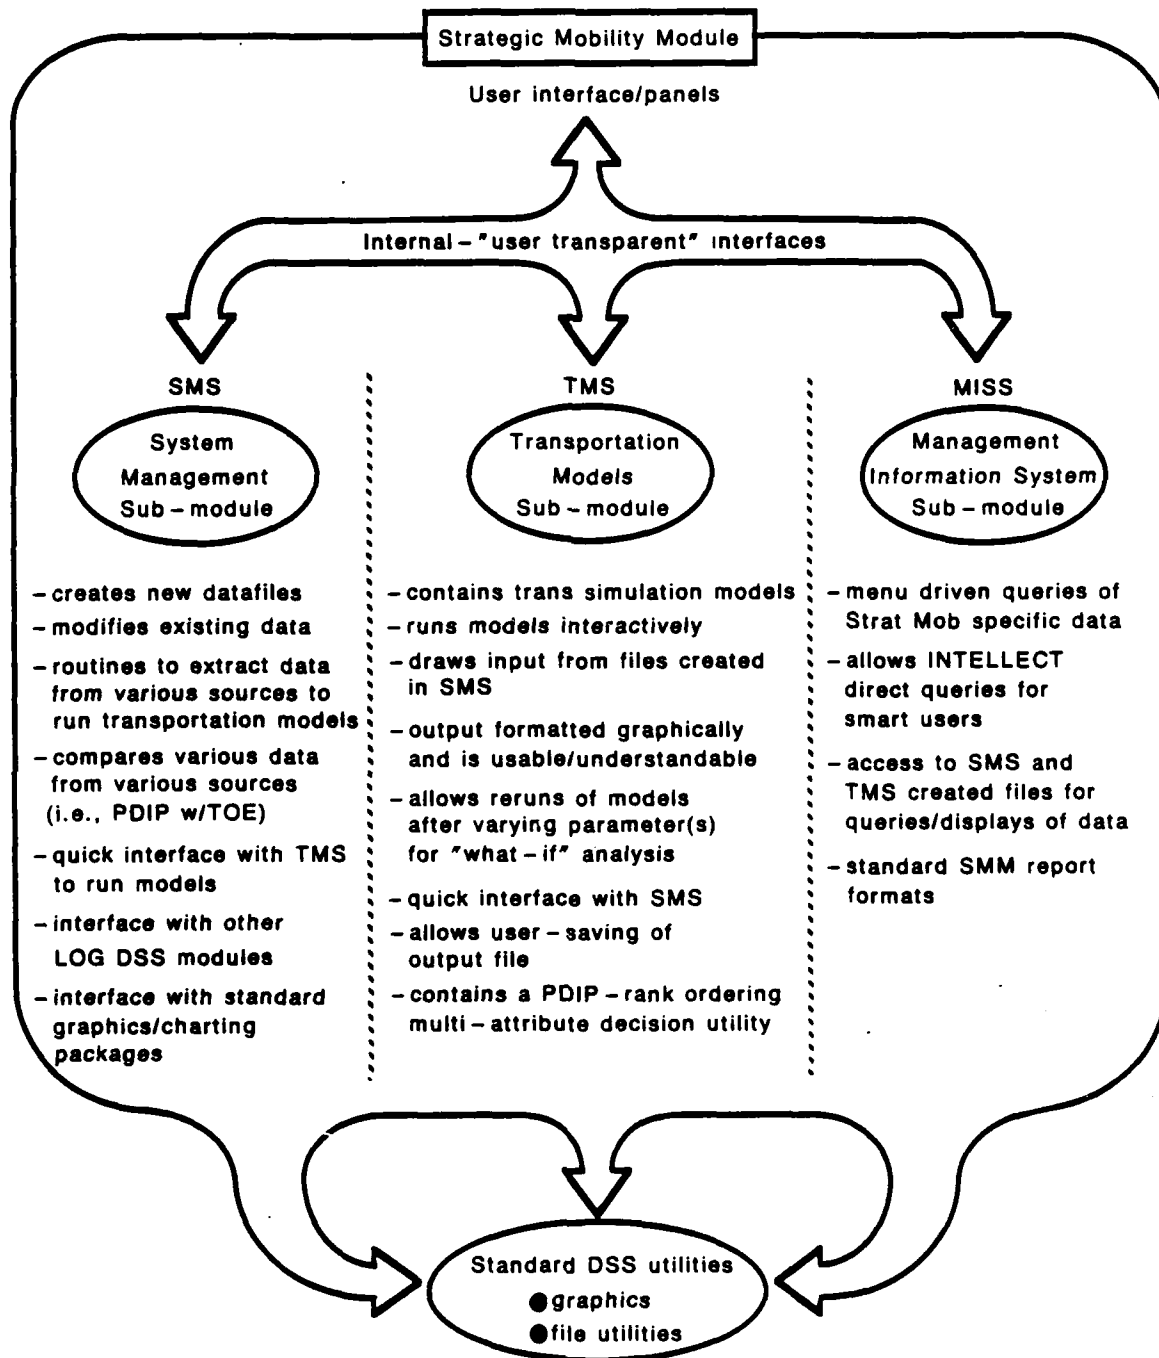 Strategic Mobility Module
User interface/panels
Internal – "user transparent" interfaces
SMS
System
Management
Sub – module
– creates new datafiles
– modifies existing data
– routines to extract data
from various sources to
run transportation models
– compares various data
from various sources
(i.e., PDIP w/TOE)
– quick interface with TMS
to run models
– interface with other
LOG DSS modules
– interface with standard
graphics/charting
packages
TMS
Transportation
Models
Sub – module
– contains trans simulation models
– runs models interactively
– draws input from files created
in SMS
– output formatted graphically
and is usable/understandable
– allows reruns of models
after varying parameter(s)
for "what – if" analysis
– quick interface with SMS
– allows user – saving of
output file
– contains a PDIP – rank ordering
multi – attribute decision utility
MISS
Management
Information System
Sub – module
– menu driven queries of
Strat Mob specific data
– allows INTELLECT
direct queries for
smart users
– access to SMS and
TMS created files for
queries/displays of data
– standard SMM report
formats
Standard DSS utilities
● graphics
● file utilities